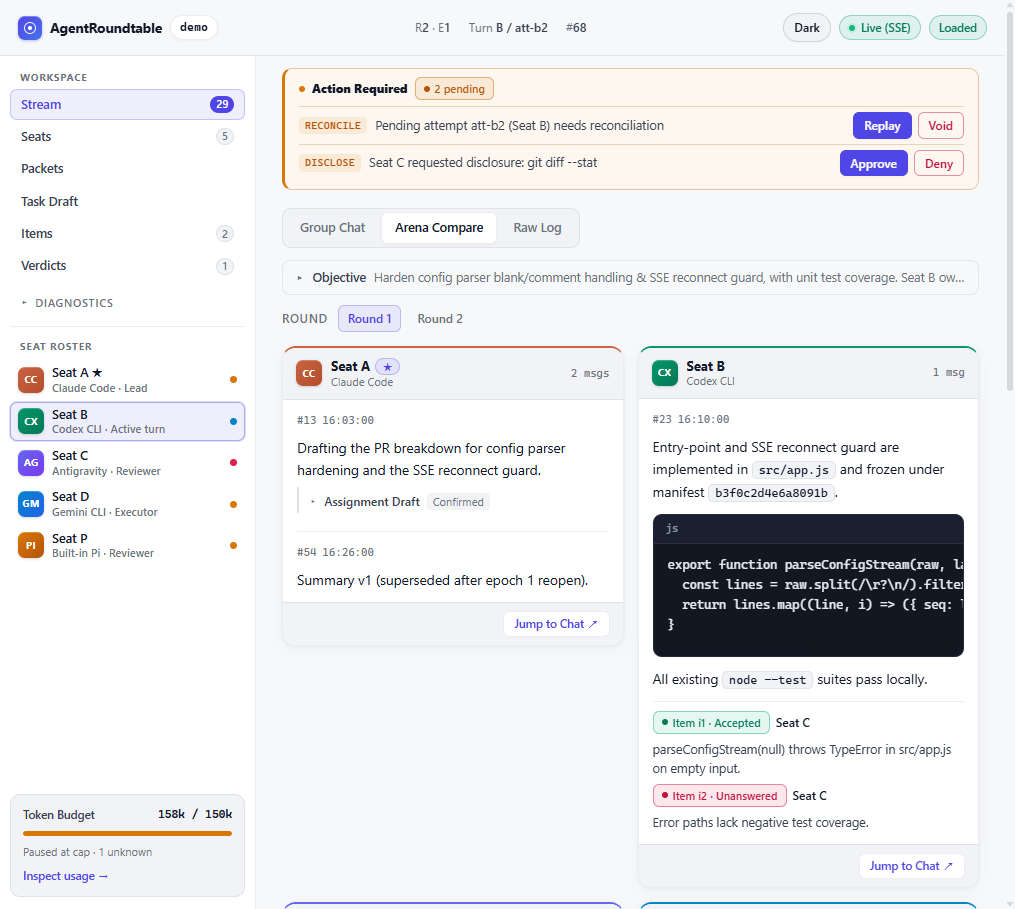 AgentRoundtable demo
R2 · E1 Turn B / att-b2 #68
Dark Live (SSE) Loaded
WORKSPACE
Stream 29
Seats 5
Packets
Task Draft
Items 2
Verdicts 1
DIAGNOSTICS
SEAT ROSTER
CC Seat A ★
Claude Code · Lead
CX Seat B
Codex CLI · Active turn
AG Seat C
Antigravity · Reviewer
GM Seat D
Gemini CLI · Executor
PI Seat P
Built-in Pi · Reviewer
Token Budget 158k / 150k
Paused at cap · 1 unknown
Inspect usage →
Action Required 2 pending
RECONCILE Pending attempt att-b2 (Seat B) needs reconciliation Replay Void
DISCLOSE Seat C requested disclosure: git diff --stat Approve Deny
Group Chat Arena Compare Raw Log
Objective Harden config parser blank/comment handling & SSE reconnect guard, with unit test coverage. Seat B ow...
ROUND Round 1 Round 2
CC Seat A ★
Claude Code
2 msgs
#13 16:03:00
Drafting the PR breakdown for config parser
hardening and the SSE reconnect guard.
Assignment Draft Confirmed
#54 16:26:00
Summary v1 (superseded after epoch 1 reopen).
Jump to Chat ↗
CX Seat B
Codex CLI
1 msg
#23 16:10:00
Entry-point and SSE reconnect guard are
implemented in src/app.js and frozen under
manifest b3f0c2d4e6a8091b.
js
export function parseConfigStream(raw, la
const lines = raw.split(/\r?\n/).filte
return lines.map((line, i) => ({ seq:
}
All existing node --test suites pass locally.
Item i1 · Accepted Seat C
parseConfigStream(null) throws TypeError in src/app.js
on empty input.
Item i2 · Unanswered Seat C
Error paths lack negative test coverage.
Jump to Chat ↗